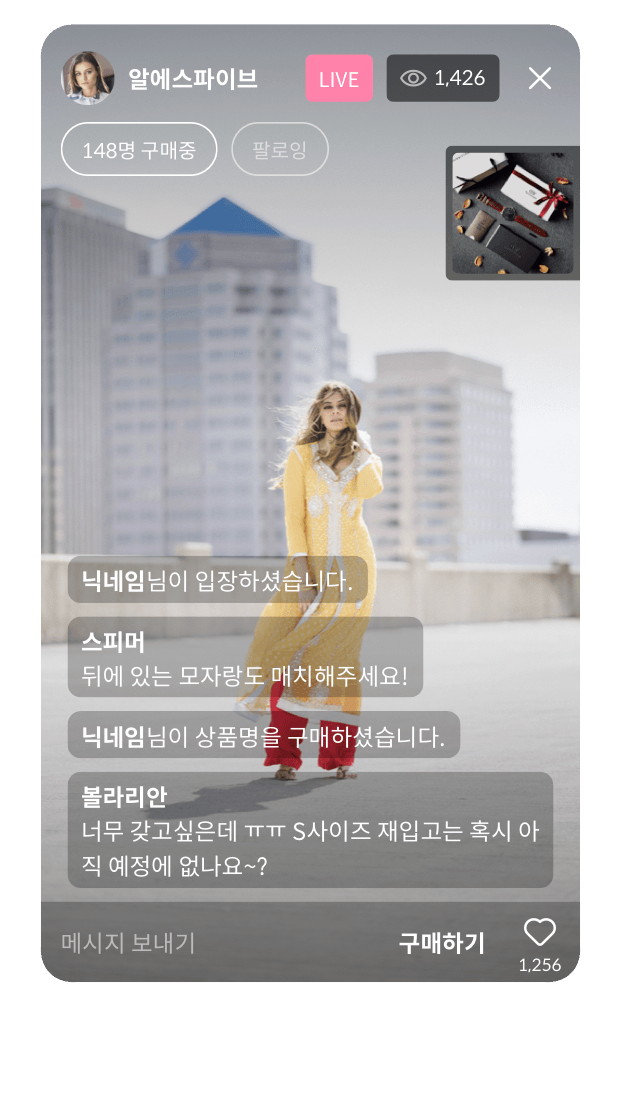 알에스파이브 LIVE 1,426
148명 구매중 팔로잉
닉네임님이 입장하셨습니다.
스피머
뒤에 있는 모자랑도 매치해주세요!
닉네임님이 상품명을 구매하셨습니다.
볼라리안
너무 갖고싶은데 ㅠㅠ S사이즈 재입고는 혹시 아
직 예정에 없나요~?
메시지 보내기 구매하기
1,256